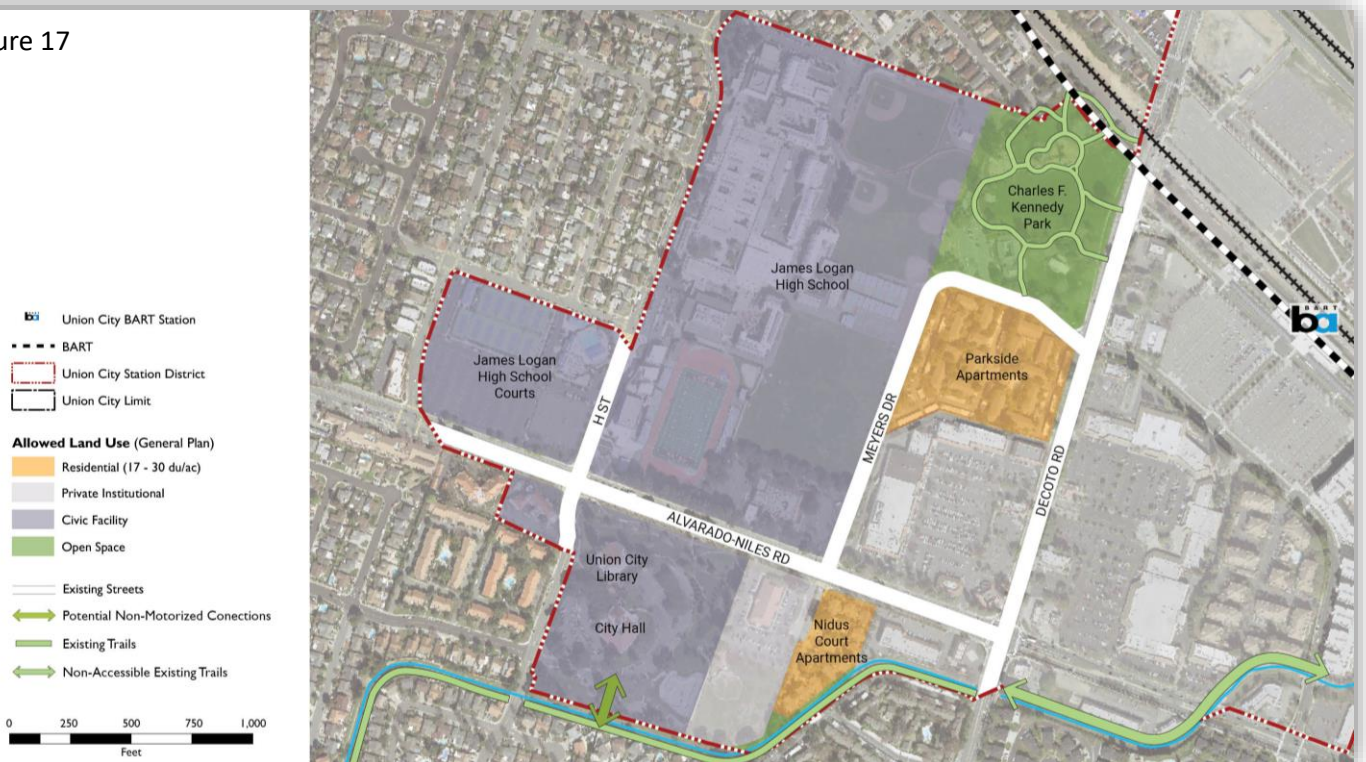 ure 17
Union City BART Station
BART
Union City Station District
Union City Limit
Allowed Land Use (General Plan)
Residential (17 - 30 du/ac)
Private Institutional
Civic Facility
Open Space
Existing Streets
Potential Non-Motorized Conections
Existing Trails
Non-Accessible Existing Trails
0 250 500 750 1,000
Feet
Charles F.
Kennedy
Park
James Logan
High School
BART
ba
Parkside
Apartments
James Logan
High School
Courts
H ST
MEYERS DR
DECOTO RD
ALVARADO-NILES RD
Union City
Library
City Hall
Nidus
Court
Apartments